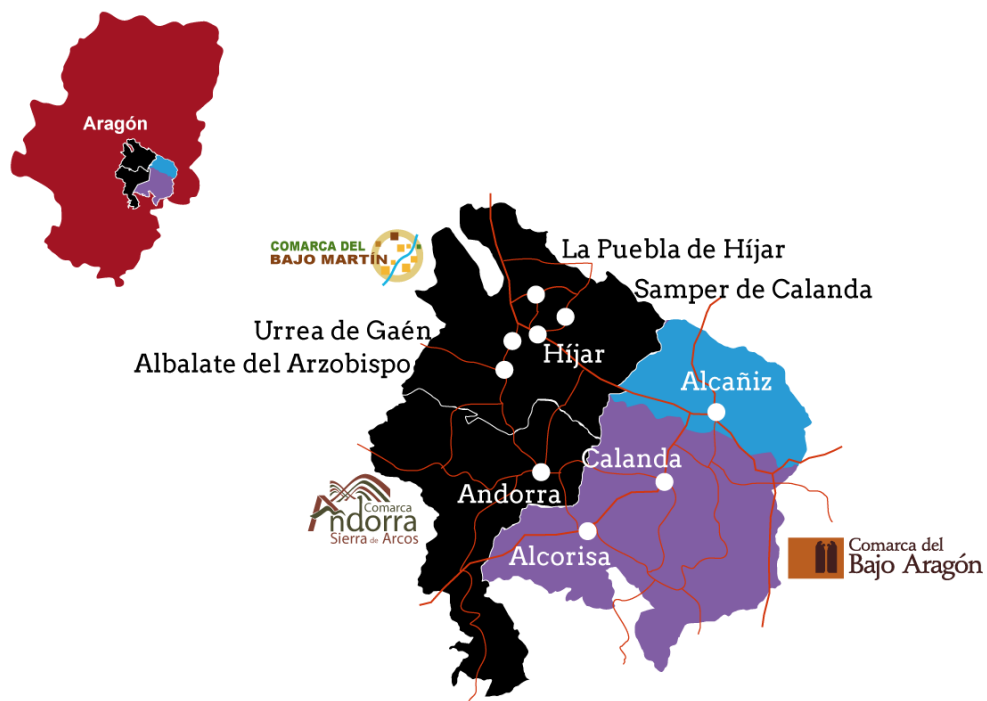 Aragón
COMARCA DEL
BAJO MARTÍN
La Puebla de Híjar
Samper de Calanda
Urrea de Gaén
Híjar
Albalate del Arzobispo
Alcañiz
Calanda
Andorra
Comarca
Andorra
Sierra de Arcos
Alcorisa
Comarca del
Bajo Aragón